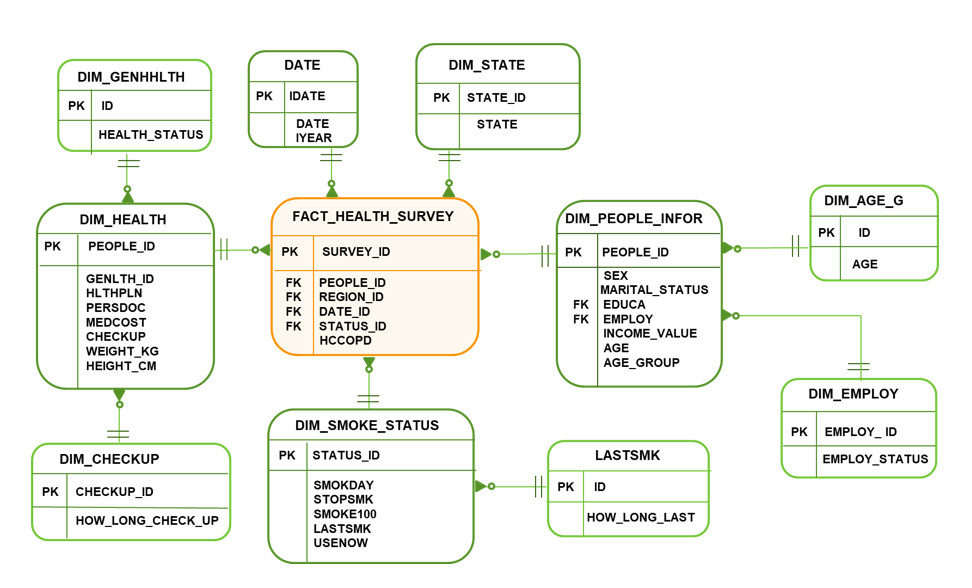 DIM_GENHHLTH
PK ID
HEALTH_STATUS
DATE
PK IDATE
DATE
IYEAR
DIM_STATE
PK STATE_ID
STATE
DIM_HEALTH
PK PEOPLE_ID
GENLTH_ID
HLTHPLN
PERSDOC
MEDCOST
CHECKUP
WEIGHT_KG
HEIGHT_CM
FACT_HEALTH_SURVEY
PK SURVEY_ID
FK PEOPLE_ID
FK REGION_ID
FK DATE_ID
FK STATUS_ID
HCCOPD
DIM_PEOPLE_INFOR
PK PEOPLE_ID
SEX
MARITAL_STATUS
FK EDUCA
FK EMPLOY
INCOME_VALUE
AGE
AGE_GROUP
DIM_AGE_G
PK ID
AGE
DIM_EMPLOY
PK EMPLOY_ ID
EMPLOY_STATUS
DIM_CHECKUP
PK CHECKUP_ID
HOW_LONG_CHECK_UP
DIM_SMOKE_STATUS
PK STATUS_ID
SMOKDAY
STOPSMK
SMOKE100
LASTSMK
USENOW
LASTSMK
PK ID
HOW_LONG_LAST